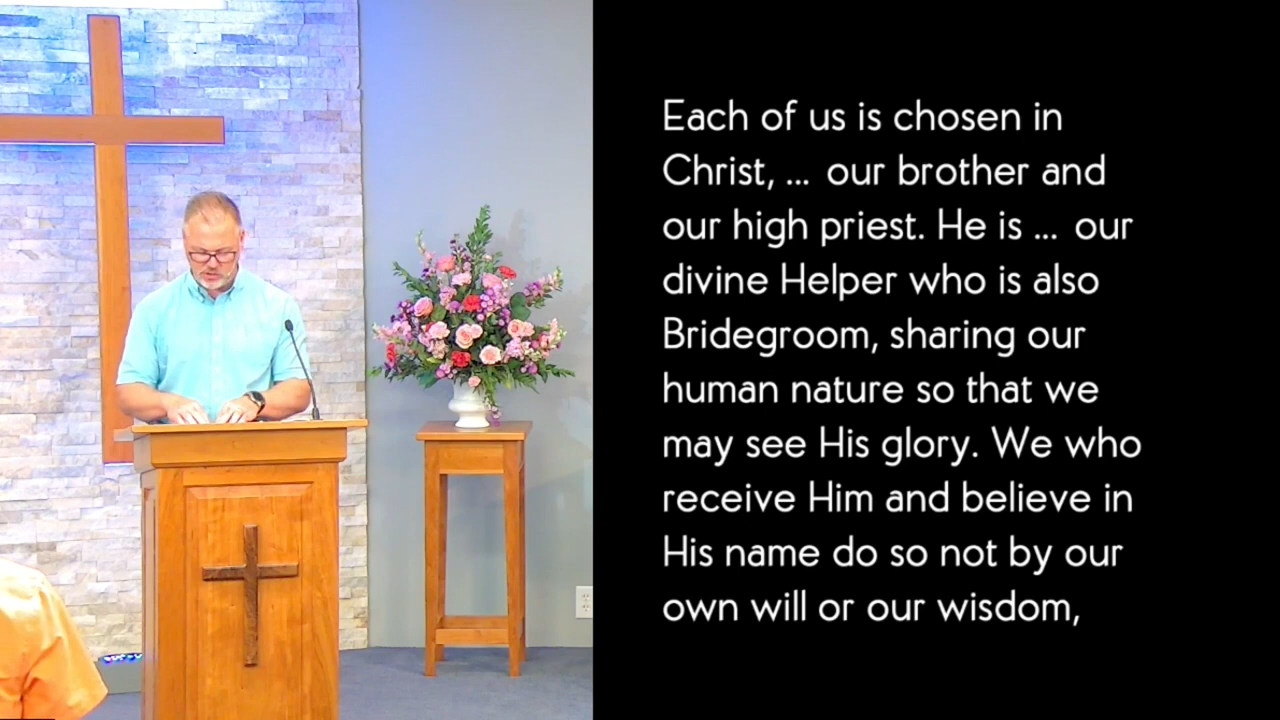 Each of us is chosen in
Christ, ... our brother and
our high priest. He is ... our
divine Helper who is also
Bridegroom, sharing our
human nature so that we
may see His glory. We who
receive Him and believe in
His name do so not by our
own will or our wisdom,